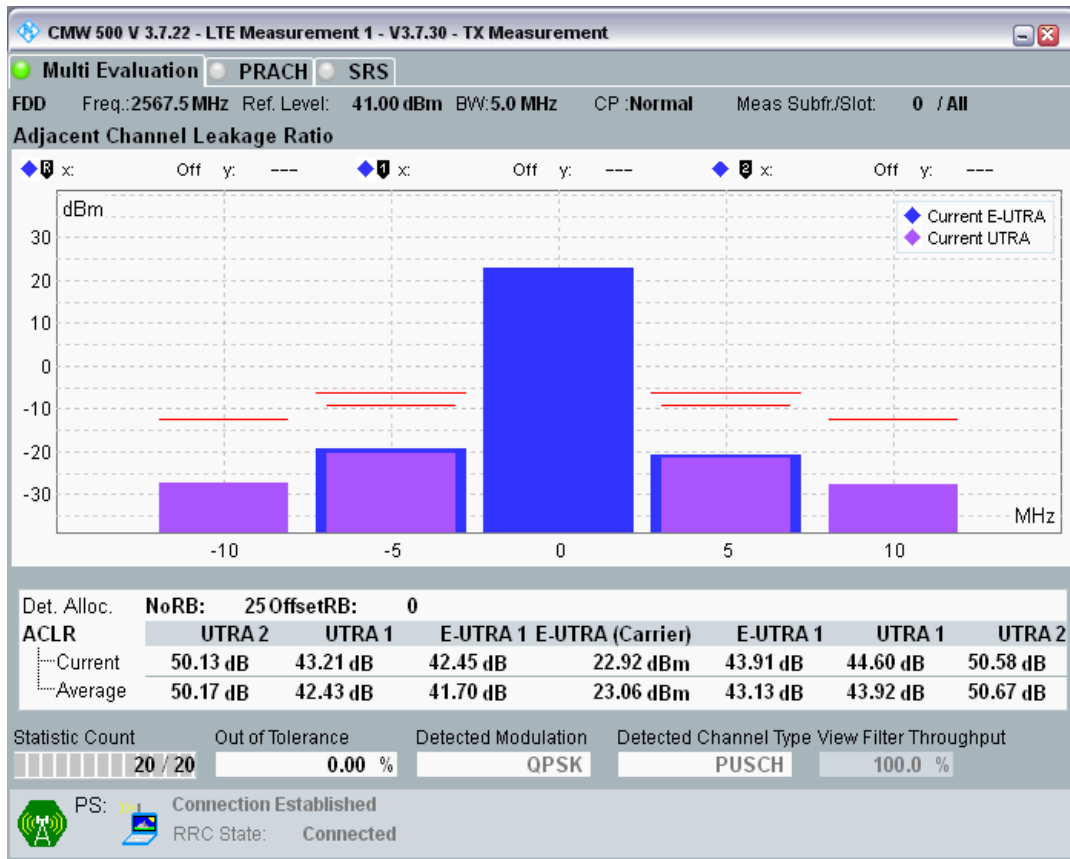 CMW 500 V 3.7.22 - LTE Measurement 1 - V3.7.30 - TX Measurement
Multi Evaluation PRACH SRS
FDD Freq.:2567.5 MHz Ref. Level: 41.00 dBm BW:5.0 MHz CP :Normal Meas Subfr./Slot: 0 / All
Adjacent Channel Leakage Ratio
R x: Off y: --- 1 x: Off y: --- 2 x: Off y: ---
dBm
Current E-UTRA
Current UTRA
30
20
10
0
-10
-20
-30
MHz
-10 -5 0 5 10
Det. Alloc. NoRB: 25 OffsetRB: 0
ACLR UTRA 2 UTRA 1 E-UTRA 1 E-UTRA (Carrier) E-UTRA 1 UTRA 1 UTRA 2
Current 50.13 dB 43.21 dB 42.45 dB 22.92 dBm 43.91 dB 44.60 dB 50.58 dB
Average 50.17 dB 42.43 dB 41.70 dB 23.06 dBm 43.13 dB 43.92 dB 50.67 dB
Statistic Count Out of Tolerance Detected Modulation Detected Channel Type View Filter Throughput
20 / 20 0.00 % QPSK PUSCH 100.0 %
PS: Connection Established
RRC State: Connected